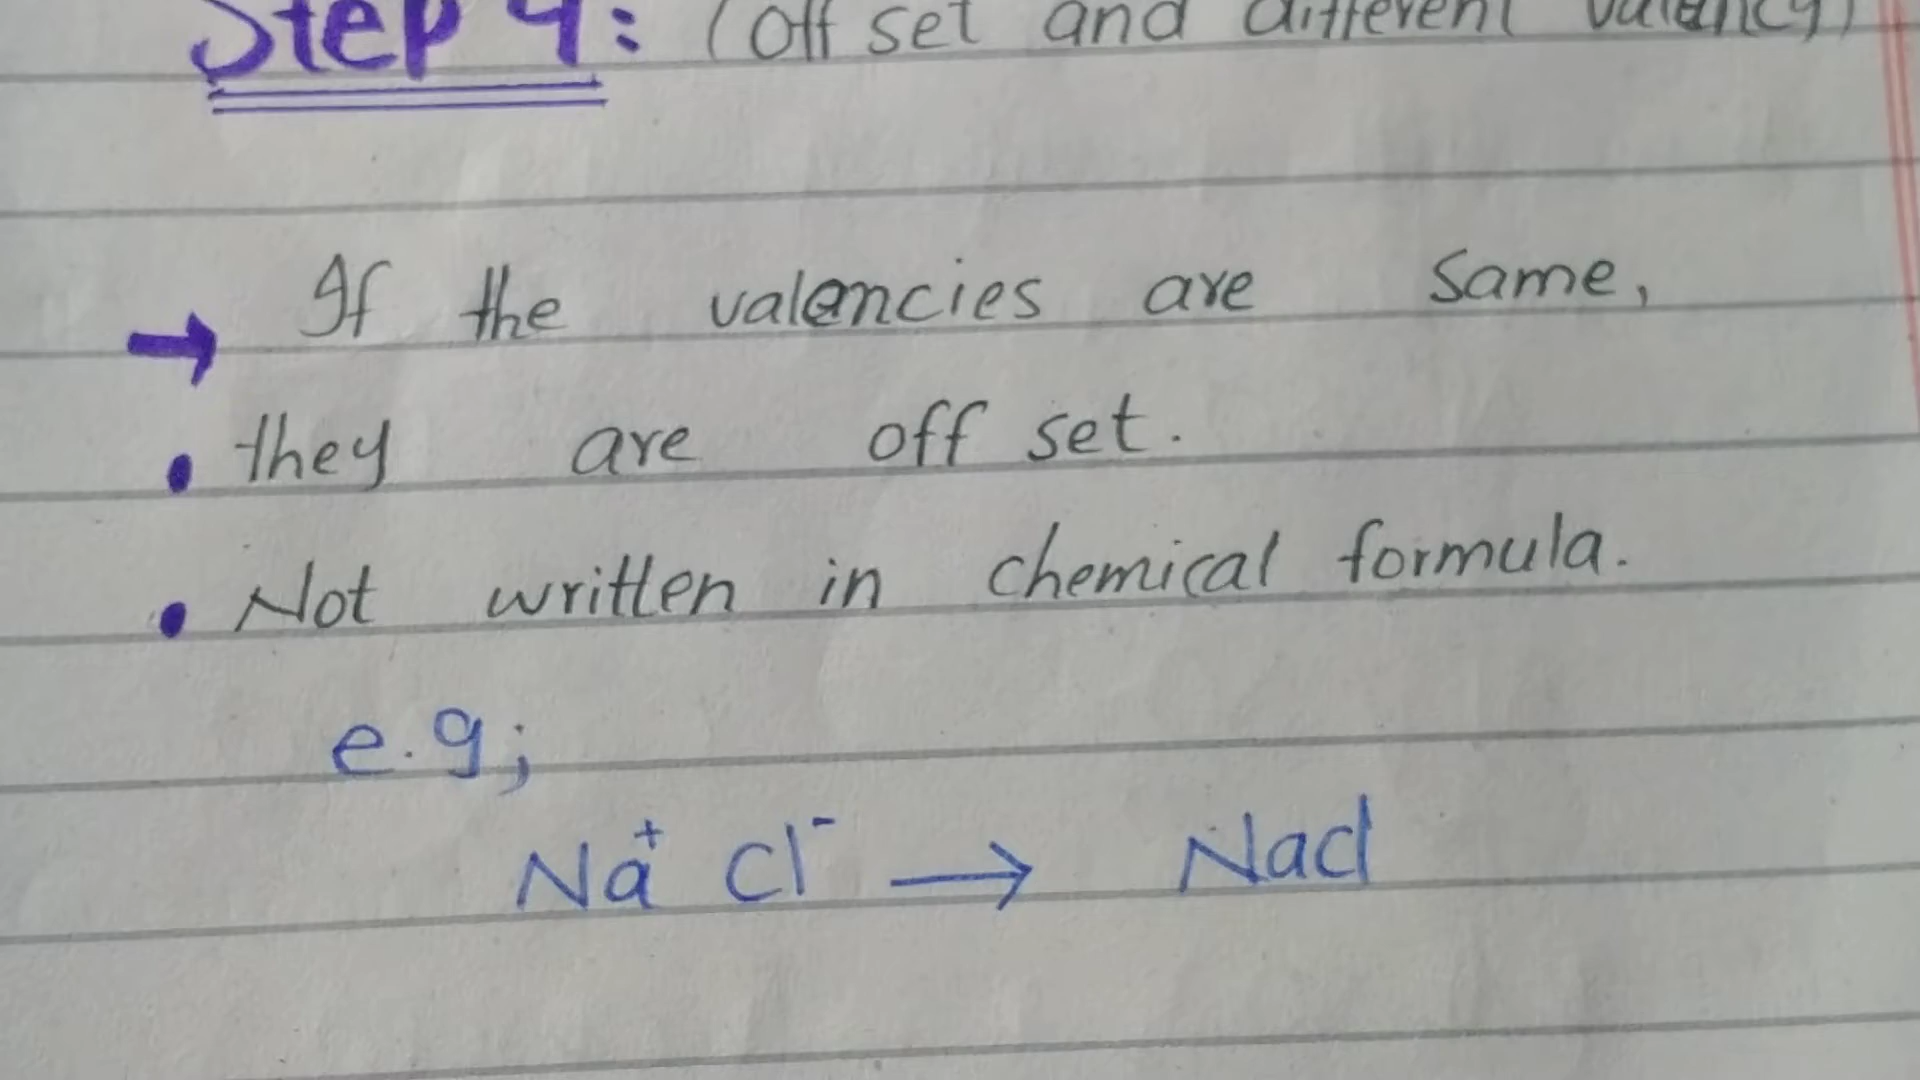 Step 4: (Off set and different valency)
→ If the valencies are same,
• they are off set.
• Not written in chemical formula.
e.g;
Na⁺ Cl⁻ → Nacl